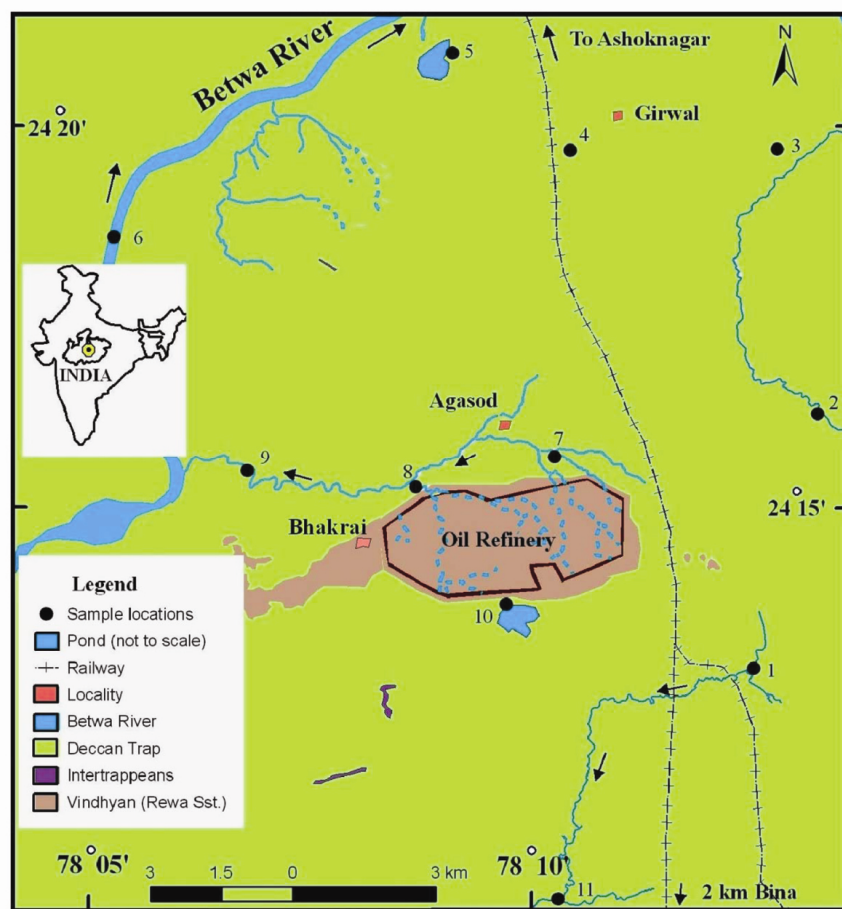 To Ashoknagar
N
Betwa River
5
24 20'
Girwal
4
3
6
INDIA
2
Agasod
7
9
8
24 15'
Bhakrai
Oil Refinery
10
Legend
Sample locations
Pond (not to scale)
Railway
Locality
Betwa River
Deccan Trap
Intertrappeans
Vindhyan (Rewa Sst.)
1
78 05'
78 10'
3 1.5 0 3 km
11
2 km Bina